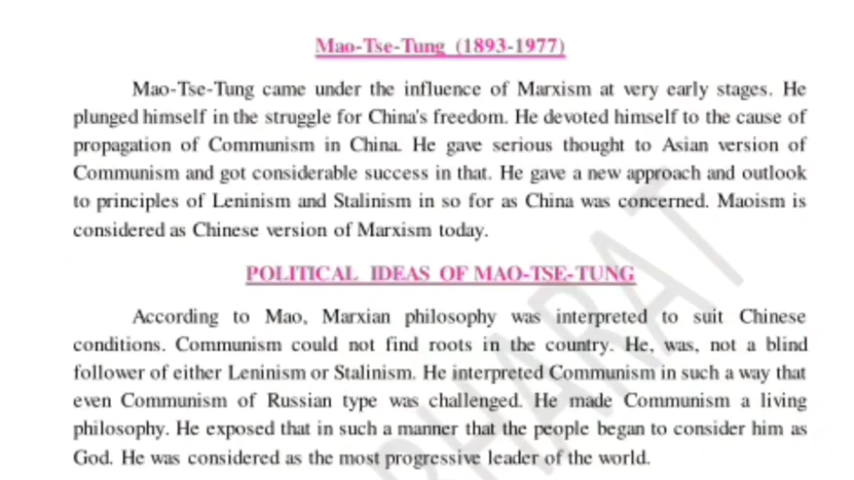 Mao-Tse-Tung (1893-1977)
Mao-Tse-Tung came under the influence of Marxism at very early stages. He
plunged himself in the struggle for China's freedom. He devoted himself to the cause of
propagation of Communism in China. He gave serious thought to Asian version of
Communism and got considerable success in that. He gave a new approach and outlook
to principles of Leninism and Stalinism in so for as China was concerned. Maoism is
considered as Chinese version of Marxism today.
POLITICAL IDEAS OF MAO-TSE-TUNG
According to Mao, Marxian philosophy was interpreted to suit Chinese
conditions. Communism could not find roots in the country. He, was, not a blind
follower of either Leninism or Stalinism. He interpreted Communism in such a way that
even Communism of Russian type was challenged. He made Communism a living
philosophy. He exposed that in such a manner that the people began to consider him as
God. He was considered as the most progressive leader of the world.